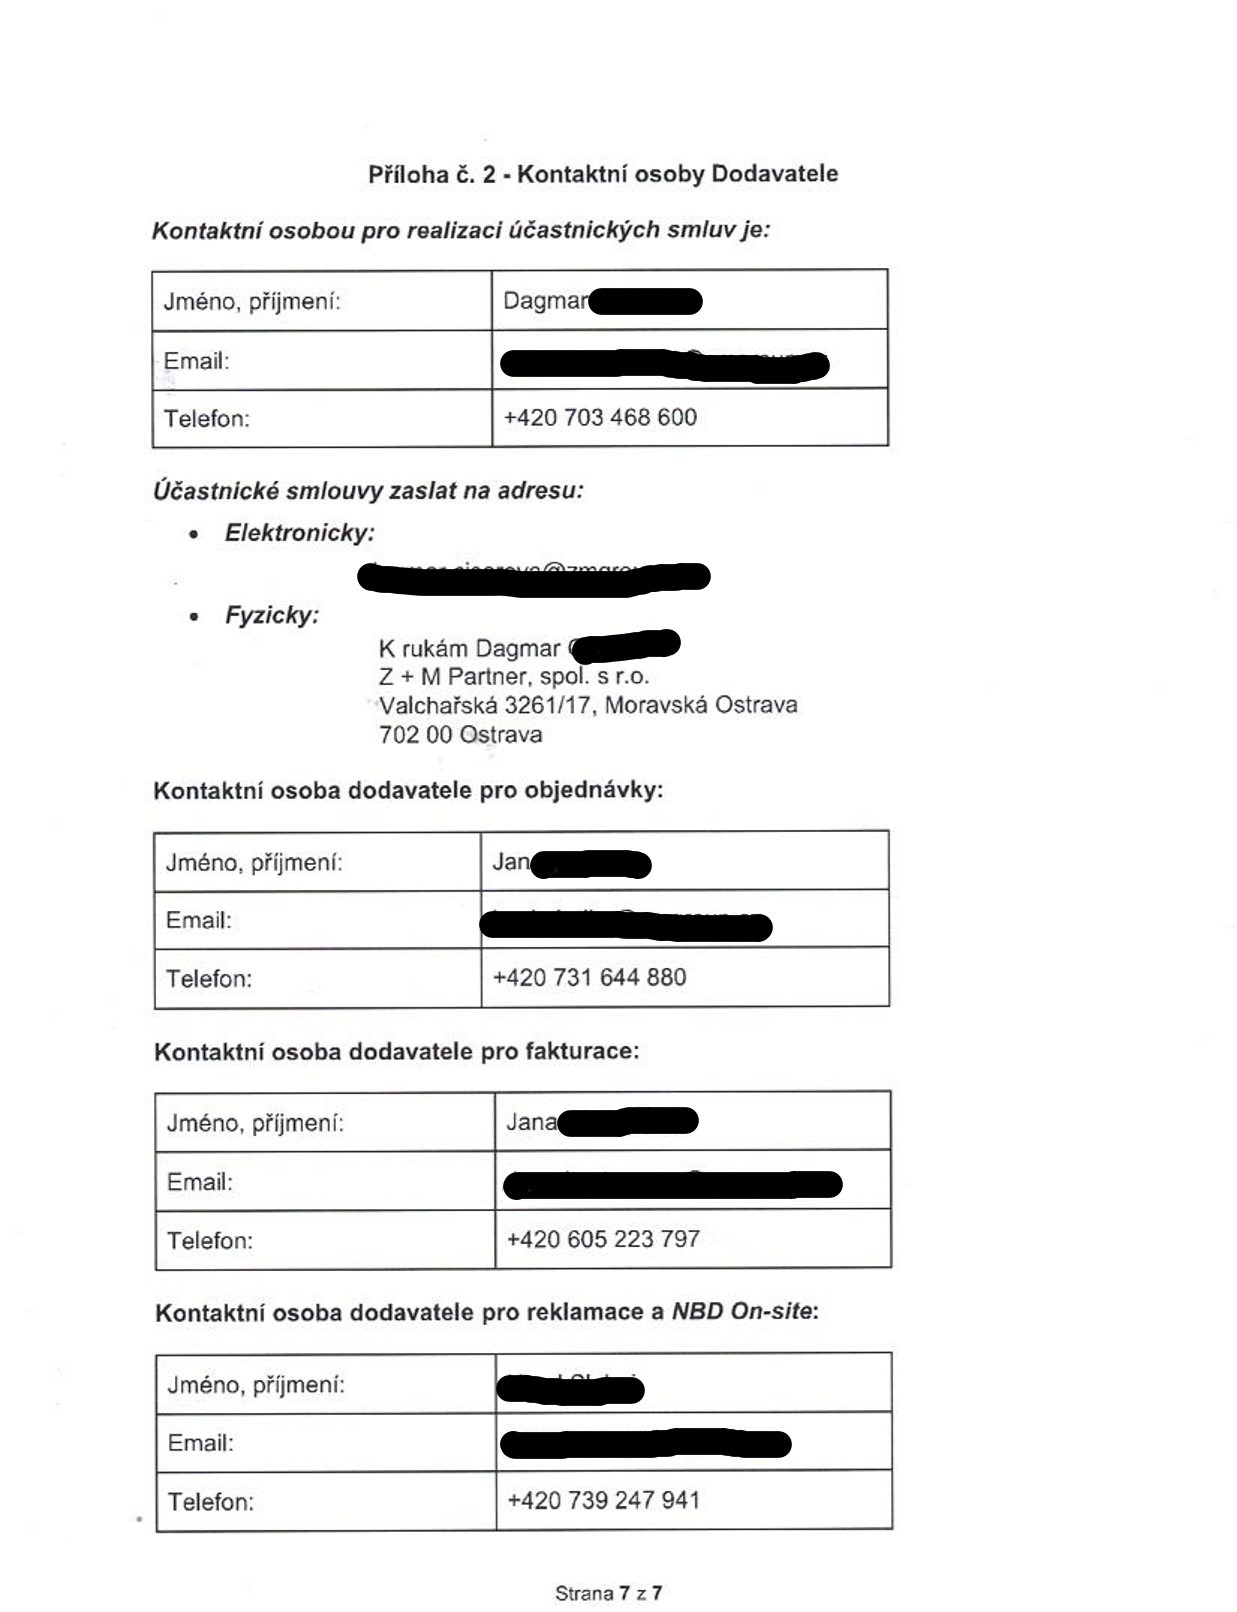 Příloha č. 2 - Kontaktní osoby Dodavatele
Kontaktní osobou pro realizaci účastnických smluv je:
Jméno, příjmení: Dagmar
Email:
Telefon: +420 703 468 600
Účastnické smlouvy zaslat na adresu:
• Elektronicky:
• Fyzicky:
K rukám Dagmar
Z + M Partner, spol. s r.o.
Valchařská 3261/17, Moravská Ostrava
702 00 Ostrava
Kontaktní osoba dodavatele pro objednávky:
Jméno, příjmení: Jan
Email:
Telefon: +420 731 644 880
Kontaktní osoba dodavatele pro fakturace:
Jméno, příjmení: Jana
Email:
Telefon: +420 605 223 797
Kontaktní osoba dodavatele pro reklamace a NBD On-site:
Jméno, příjmení:
Email:
Telefon: +420 739 247 941
Strana 7 z 7